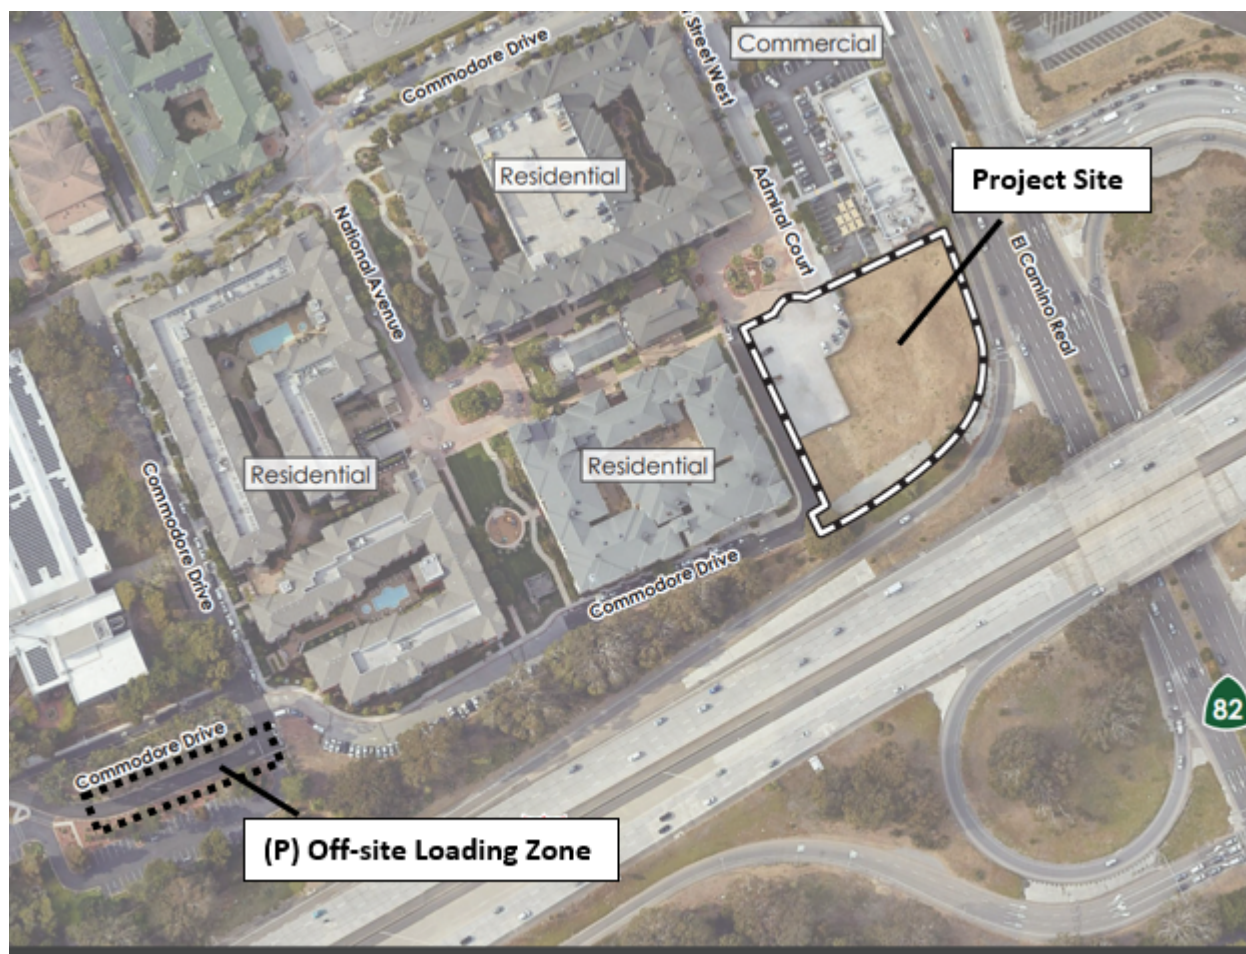 Street West
Commercial
Commodore Drive
Residential
Project Site
Admiral Court
National Avenue
El Camino Real
Residential
Residential
Commodore Drive
Commodore Drive
82
Commodore Drive
(P) Off-site Loading Zone